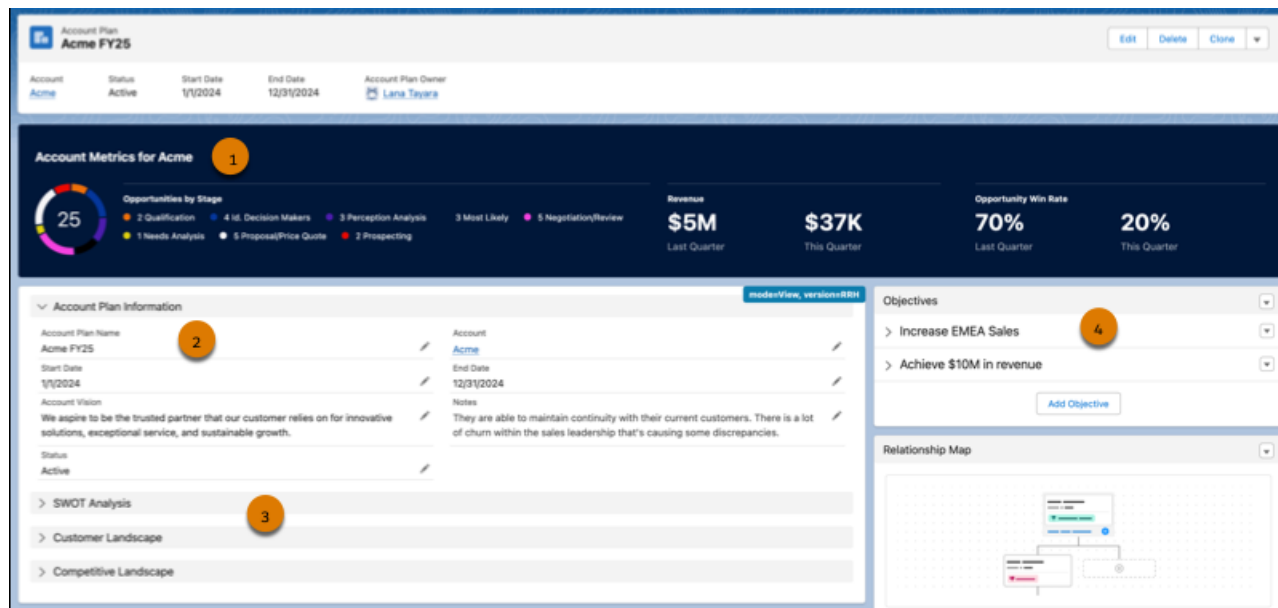 Account Plan
Acme FY25
Edit Delete Clone
Account Status Start Date End Date Account Plan Owner
Acme Active 1/1/2024 12/31/2024 Lana Tayara
Account Metrics for Acme 1
25
Opportunities by Stage
2 Qualification 4 Id. Decision Makers 3 Perception Analysis 3 Most Likely 5 Negotiation/Review
1 Needs Analysis 5 Proposal/Price Quote 2 Prospecting
Revenue
$5M $37K
Last Quarter This Quarter
Opportunity Win Rate
70% 20%
Last Quarter This Quarter
mode=View, version=RRH
Account Plan Information
2
Account Plan Name
Acme FY25
Account
Acme
Start Date
1/1/2024
End Date
12/31/2024
Account Vision
We aspire to be the trusted partner that our customer relies on for innovative
solutions, exceptional service, and sustainable growth.
Notes
They are able to maintain continuity with their current customers. There is a lot
of churn within the sales leadership that's causing some discrepancies.
Status
Active
SWOT Analysis
3
Customer Landscape
Competitive Landscape
Objectives
Increase EMEA Sales 4
Achieve $10M in revenue
Add Objective
Relationship Map